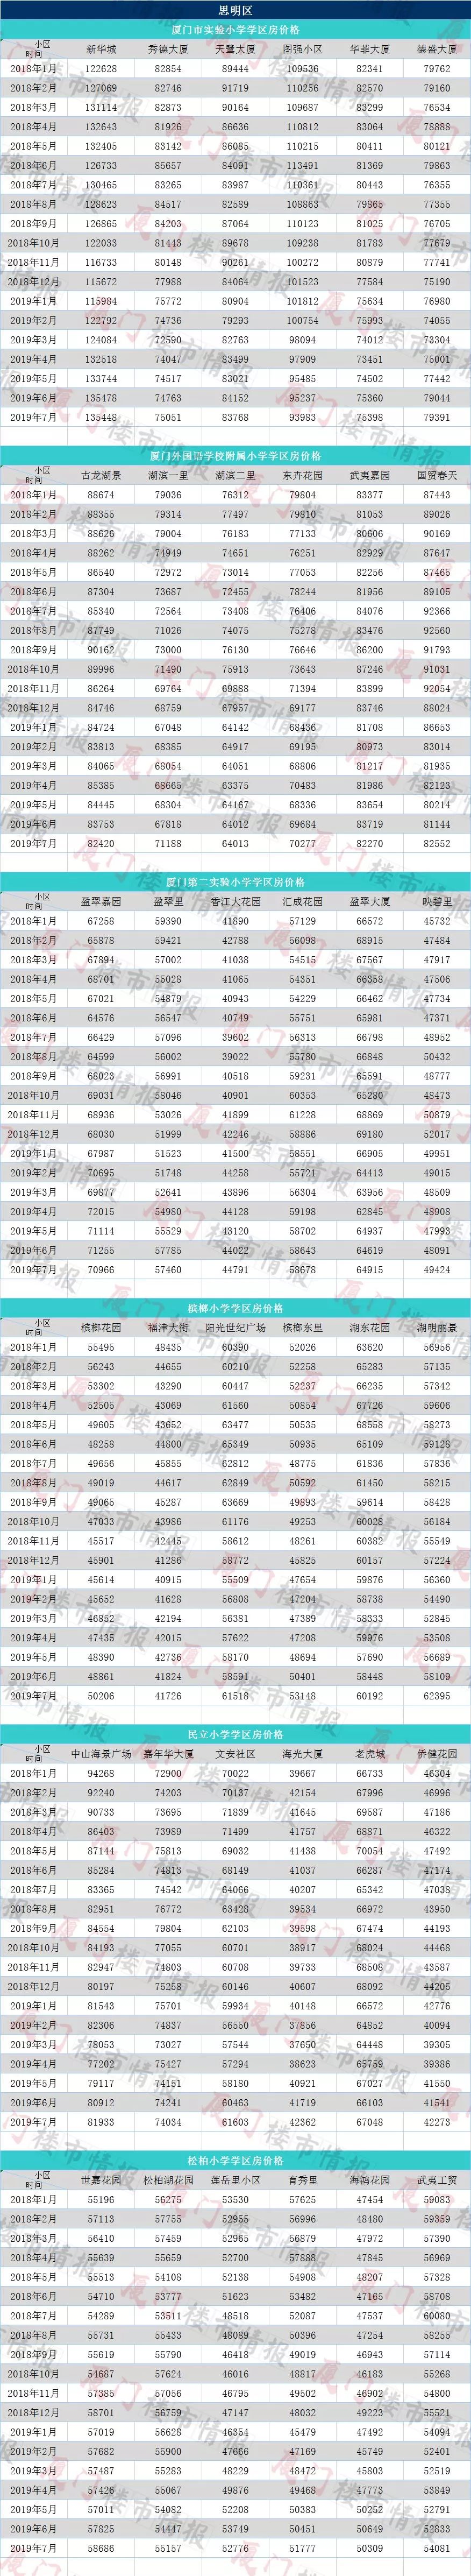 思明区
厦门市实验小学学区房价格
小区
时间 新华城 秀德大厦 天鹭大厦 图强小区 华菲大厦 德盛大厦
2018年1月 122628 82854 89444 109536 82341 79762
2018年2月 127069 82746 91719 110256 82570 79160
2018年3月 131114 82873 90164 109687 83299 76534
2018年4月 132643 81926 86636 110812 83064 78888
2018年5月 132405 83142 86085 110215 80411 80121
2018年6月 126733 85657 84091 113491 81369 79863
2018年7月 130465 83265 83987 110361 80443 76355
2018年8月 128623 84517 82589 108863 79865 77355
2018年9月 126865 84203 87064 110123 81025 76705
2018年10月 122033 81443 89678 109238 81783 77679
2018年11月 116733 80148 90261 100272 80879 77741
2018年12月 115672 77988 84064 101523 77584 75190
2019年1月 115984 75772 80904 101812 75634 76980
2019年2月 122792 74736 79293 100754 75993 74055
2019年3月 124084 72590 82763 98094 74012 73304
2019年4月 132518 74047 83499 97909 73451 75001
2019年5月 133744 74517 83021 95485 74502 77442
2019年6月 135478 74763 84152 95237 75360 79044
2019年7月 135448 75051 83768 93983 75398 79391
厦门外国语学校附属小学学区房价格
小区
时间 古龙湖景 湖滨一里 湖滨二里 东卉花园 武夷嘉园 国贸春天
2018年1月 88674 79036 76312 79804 83377 87443
2018年2月 88355 79314 77497 79810 81053 89026
2018年3月 88626 79004 76183 77133 80606 90169
2018年4月 88262 74949 74651 76251 82929 87647
2018年5月 86540 72972 73014 77053 82256 87465
2018年6月 87304 73687 72455 78244 81956 89105
2018年7月 85340 72564 73408 76406 84076 92366
2018年8月 87749 71026 74075 75278 83476 92560
2018年9月 90162 73000 76130 76646 86200 91793
2018年10月 89996 71490 75913 73643 87246 91031
2018年11月 86264 69764 69888 71394 83899 92054
2018年12月 84746 68759 67957 69177 83746 88024
2019年1月 84724 67048 64142 68436 81708 86653
2019年2月 83813 68385 64917 69195 80973 83014
2019年3月 84065 68054 64051 68806 81217 81935
2019年4月 85385 68665 63375 70483 81986 82123
2019年5月 84445 68304 64167 68336 83654 80214
2019年6月 83753 67818 64012 69684 83719 81144
2019年7月 82420 71188 64013 70277 82270 82552
厦门第二实验小学学区房价格
小区
时间 盈翠嘉园 盈翠里 香江大花园 汇成花园 盈翠大厦 映碧里
2018年1月 67258 59390 41890 57129 66572 45732
2018年2月 65878 59421 42788 56098 68915 47484
2018年3月 67894 57002 41038 54515 67567 47917
2018年4月 68701 55028 41065 54351 66358 47506
2018年5月 67021 54879 40943 54229 66462 47734
2018年6月 64576 56547 40749 55751 65981 47371
2018年7月 66429 57096 39602 56313 66798 48952
2018年8月 64599 56002 39022 55780 66848 50432
2018年9月 68023 56991 40518 59231 65591 48777
2018年10月 69031 58046 40901 60353 65280 48473
2018年11月 68936 53026 41899 61228 68869 50879
2018年12月 68030 51999 42246 58886 69180 52017
2019年1月 67987 51523 41500 58551 66905 49951
2019年2月 70695 51748 44258 55721 64413 49015
2019年3月 69877 52641 43896 56304 63956 48509
2019年4月 72015 54980 44128 59198 62845 48908
2019年5月 71114 55529 43120 58702 64937 47993
2019年6月 71255 57785 44022 58643 64619 48091
2019年7月 70966 57460 44791 58678 64915 49424
槟榔小学学区房价格
小区
时间 槟榔花园 福津大街 阳光世纪广场 槟榔东里 湖东花园 湖明丽景
2018年1月 55495 48435 60390 52026 63620 56956
2018年2月 56243 44655 60210 52258 65283 57135
2018年3月 53302 43290 60447 52237 66235 57342
2018年4月 52505 43069 61560 50854 67726 59606
2018年5月 49605 43652 63477 50535 68558 58273
2018年6月 48258 44800 65349 50935 65109 59128
2018年7月 49656 45855 62812 48775 61836 57836
2018年8月 49019 44617 62849 50592 61450 58215
2018年9月 49065 45287 63669 49893 59614 58428
2018年10月 47033 43986 61176 49253 60028 56184
2018年11月 45517 42445 58612 48261 60382 55549
2018年12月 45901 41286 58772 45825 60157 57224
2019年1月 45614 40915 55509 47654 59876 56360
2019年2月 45652 41628 56808 47204 58738 54490
2019年3月 46852 42194 56381 47389 58333 52845
2019年4月 47435 42015 57622 47208 59976 53508
2019年5月 48390 42736 58170 48694 57690 56689
2019年6月 48861 41824 58591 50401 58448 58109
2019年7月 50206 41726 61518 53148 60192 62395
民立小学学区房价格
小区
时间 中山海景广场 嘉年华大厦 文安社区 海光大厦 老虎城 侨健花园
2018年1月 94268 72900 70022 39667 66733 46304
2018年2月 92240 74203 70137 42154 67996 46996
2018年3月 90733 73695 71839 41645 69587 47186
2018年4月 86403 73989 71499 41757 68871 46322
2018年5月 87144 75813 69032 41438 70054 47492
2018年6月 85284 74813 68149 41037 66287 47174
2018年7月 83365 74542 64066 40207 65342 47038
2018年8月 82951 76772 63428 39534 66972 43950
2018年9月 84554 79804 62103 39598 67474 44193
2018年10月 84193 77055 60701 38917 68024 44468
2018年11月 82947 74803 60708 39733 68508 43587
2018年12月 80197 75258 60146 40607 68092 44205
2019年1月 81543 75701 59934 40148 66572 42776
2019年2月 82306 74837 56550 37856 64852 40094
2019年3月 78053 73027 57544 37650 64448 39305
2019年4月 77202 75427 57294 38623 65759 39386
2019年5月 79117 74151 58180 40921 67027 41550
2019年6月 80912 74241 60463 41719 66103 41541
2019年7月 81933 74034 61603 42362 67048 42273
松柏小学学区房价格
小区
时间 世嘉花园 松柏湖花园 莲岳里小区 育秀里 海鸿花园 武夷工贸
2018年1月 55196 56275 53530 57625 47454 59083
2018年2月 57113 57755 52955 56996 48480 59359
2018年3月 56410 57459 52965 56879 47972 57390
2018年4月 55639 55659 52700 57888 47845 56969
2018年5月 55513 54108 52138 54908 48207 57328
2018年6月 54710 53777 51623 53482 47165 58708
2018年7月 54289 53511 48518 52087 47537 60080
2018年8月 55731 55433 48089 50396 47254 58255
2018年9月 55619 55790 46418 49019 46943 57114
2018年10月 54687 57624 46016 48817 46183 55268
2018年11月 57385 57056 46795 49502 46902 54800
2018年12月 58701 56759 47147 48032 49223 55521
2019年1月 57019 56628 46354 45479 47492 54094
2019年2月 57682 55900 47666 47169 45749 52401
2019年3月 57487 55283 48229 48472 45803 52519
2019年4月 57426 55067 49876 49468 47773 53849
2019年5月 57011 54082 52208 50383 50252 52791
2019年6月 57825 54447 53749 50451 50649 52833
2019年7月 58686 55157 52776 51777 50309 54081